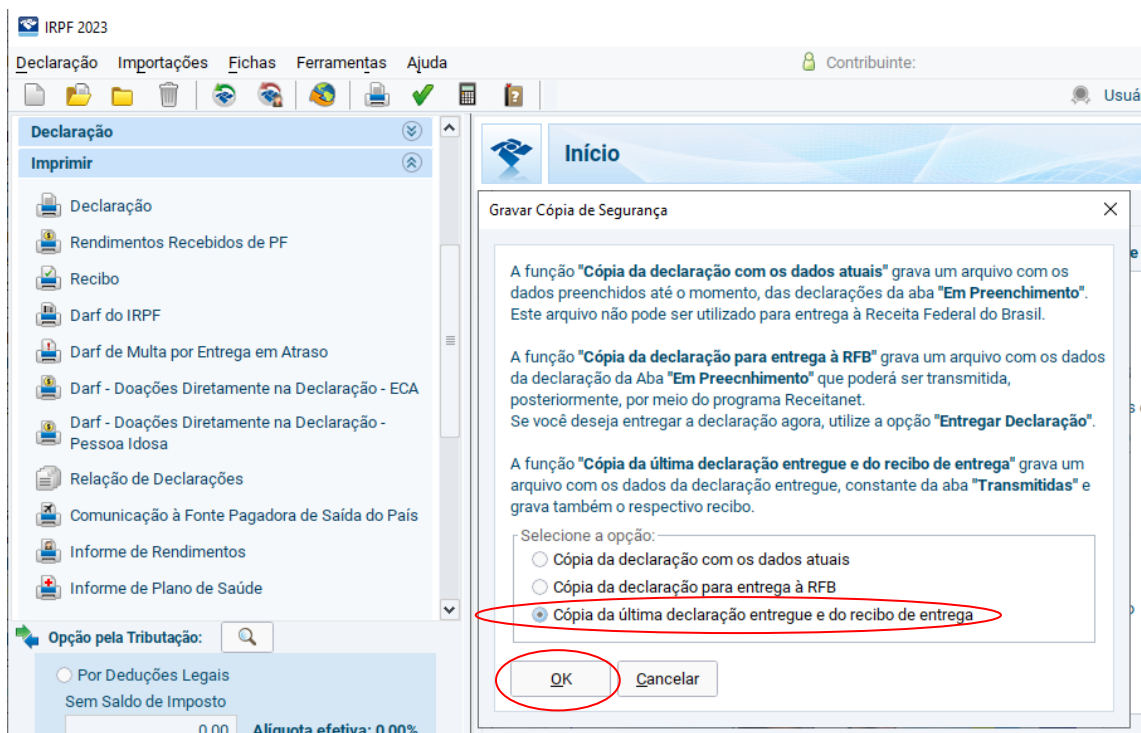 IRPF 2023
Declaração Importações Fichas Ferramentas Ajuda
Contribuinte:
Usuá
Declaração
Imprimir
Declaração
Rendimentos Recebidos de PF
Recibo
Darf do IRPF
Darf de Multa por Entrega em Atraso
Darf - Doações Diretamente na Declaração - ECA
Darf - Doações Diretamente na Declaração -
Pessoa Idosa
Relação de Declarações
Comunicação à Fonte Pagadora de Saída do País
Informe de Rendimentos
Informe de Plano de Saúde
Opção pela Tributação:
Por Deduções Legais
Sem Saldo de Imposto
0,00 Alíquota efetiva: 0,00%
Início
Gravar Cópia de Segurança
A função "Cópia da declaração com os dados atuais" grava um arquivo com os
dados preenchidos até o momento, das declarações da aba "Em Preenchimento".
Este arquivo não pode ser utilizado para entrega à Receita Federal do Brasil.
A função "Cópia da declaração para entrega à RFB" grava um arquivo com os dados
da declaração da Aba "Em Preecnhimento" que poderá ser transmitida,
posteriormente, por meio do programa Receitanet.
Se você deseja entregar a declaração agora, utilize a opção "Entregar Declaração".
A função "Cópia da última declaração entregue e do recibo de entrega" grava um
arquivo com os dados da declaração entregue, constante da aba "Transmitidas" e
grava também o respectivo recibo.
Selecione a opção:
Cópia da declaração com os dados atuais
Cópia da declaração para entrega à RFB
Cópia da última declaração entregue e do recibo de entrega
OK Cancelar